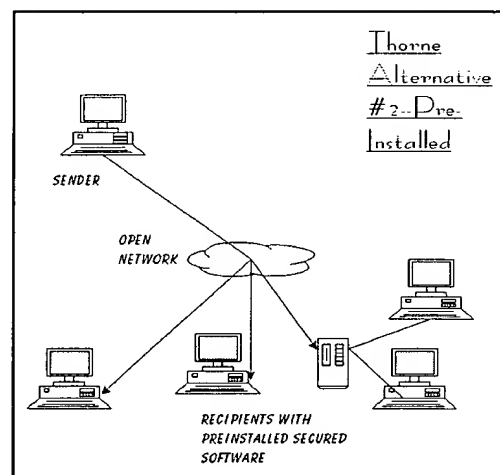 Thorne
Alternative
#2--Pre-
Installed
SENDER
OPEN
NETWORK
RECIPIENTS WITH
PREINSTALLED SECURED
SOFTWARE